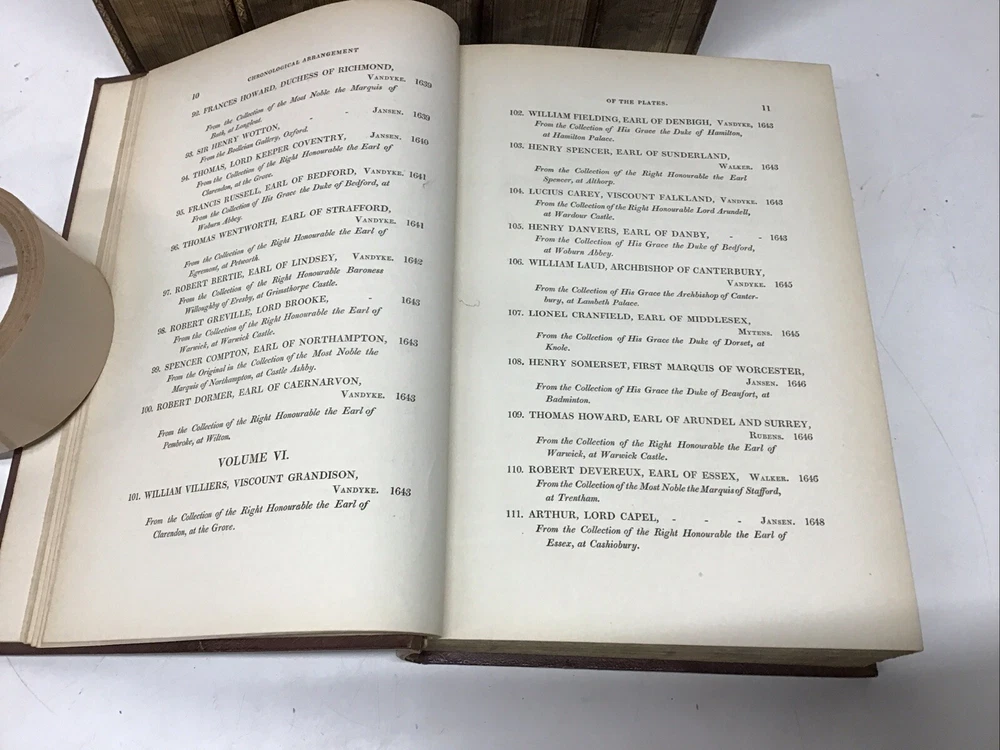 10 CHRONOLOGICAL ARRANGEMENT
92. FRANCES HOWARD, DUCHESS OF RICHMOND,
VANDYKE. 1639
From the Collection of the Most Noble the Marquis of
Bath, at Longleat.
93. SIR HENRY WOTTON, - - JANSEN. 1639
From the Bodleian Gallery, Oxford.
94. THOMAS, LORD KEEPER COVENTRY, JANSEN. 1640
From the Collection of the Right Honourable the Earl of
Clarendon, at the Grove.
95. FRANCIS RUSSELL, EARL OF BEDFORD, VANDYKE. 1641
From the Collection of His Grace the Duke of Bedford, at
Woburn Abbey.
96. THOMAS WENTWORTH, EARL OF STRAFFORD,
VANDYKE. 1641
From the Collection of the Right Honourable the Earl of
Egremont, at Petworth.
97. ROBERT BERTIE, EARL OF LINDSEY, VANDYKE. 1642
From the Collection of the Right Honourable Baroness
Willoughby of Eresby, at Grimsthorpe Castle.
98. ROBERT GREVILLE, LORD BROOKE, - 1643
From the Collection of the Right Honourable the Earl of
Warwick, at Warwick Castle.
99. SPENCER COMPTON, EARL OF NORTHAMPTON, 1643
From the Original in the Collection of the Most Noble the
Marquis of Northampton, at Castle Ashby.
100. ROBERT DORMER, EARL OF CAERNARVON,
VANDYKE. 1643
From the Collection of the Right Honourable the Earl of
Pembroke, at Wilton.
VOLUME VI.
101. WILLIAM VILLIERS, VISCOUNT GRANDISON,
VANDYKE. 1643
From the Collection of the Right Honourable the Earl of
Clarendon, at the Grove.
OF THE PLATES. 11
102. WILLIAM FIELDING, EARL OF DENBIGH, VANDYKE, 1643
From the Collection of His Grace the Duke of Hamilton,
at Hamilton Palace.
103. HENRY SPENCER, EARL OF SUNDERLAND,
WALKER. 1643
From the Collection of the Right Honourable the Earl
Spencer, at Althorp.
104. LUCIUS CAREY, VISCOUNT FALKLAND, VANDYKE. 1643
From the Collection of the Right Honourable Lord Arundell,
at Wardour Castle.
105. HENRY DANVERS, EARL OF DANBY, - - 1643
From the Collection of His Grace the Duke of Bedford,
at Woburn Abbey.
106. WILLIAM LAUD, ARCHBISHOP OF CANTERBURY,
VANDYKE. 1645
From the Collection of His Grace the Archbishop of Canter-
bury, at Lambeth Palace.
107. LIONEL CRANFIELD, EARL OF MIDDLESEX,
MYTENS. 1645
From the Collection of His Grace the Duke of Dorset, at
Knole.
108. HENRY SOMERSET, FIRST MARQUIS OF WORCESTER,
JANSEN. 1646
From the Collection of His Grace the Duke of Beaufort, at
Badminton.
109. THOMAS HOWARD, EARL OF ARUNDEL AND SURREY,
RUBENS. 1646
From the Collection of the Right Honourable the Earl of
Warwick, at Warwick Castle.
110. ROBERT DEVEREUX, EARL OF ESSEX, WALKER. 1646
From the Collection of the Most Noble the Marquis of Stafford,
at Trentham.
111. ARTHUR, LORD CAPEL, - - - JANSEN. 1648
From the Collection of the Right Honourable the Earl of
Essex, at Cashiobury.